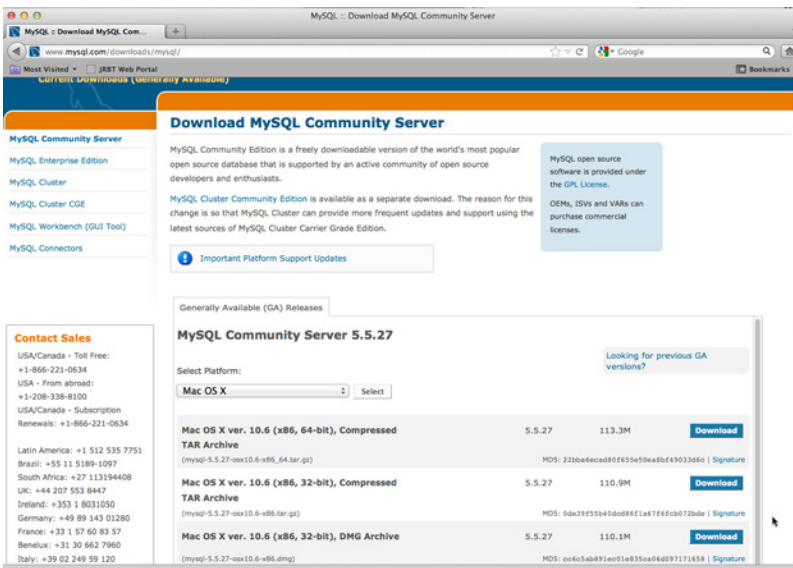 MySQL :: Download MySQL Community Server
MySQL :: Download MySQL Com...
www.mysql.com/downloads/mysql/
Google
Most Visited
JRBT Web Portal
Bookmarks
Current Downloads (Generally Available)
MySQL Community Server
MySQL Enterprise Edition
MySQL Cluster
MySQL Cluster CGE
MySQL Workbench (GUI Tool)
MySQL Connectors
Contact Sales
USA/Canada - Toll Free:
+1-866-221-0634
USA - From abroad:
+1-208-338-8100
USA/Canada - Subscription
Renewals: +1-866-221-0634
Latin America: +1 512 535 7751
Brazil: +55 11 5189-1097
South Africa: +27 113194408
UK: +44 207 553 8447
Ireland: +353 1 8031050
Germany: +49 89 143 01280
France: +33 1 57 60 83 57
Benelux: +31 30 662 7960
Italy: +39 02 249 59 120
Download MySQL Community Server
MySQL Community Edition is a freely downloadable version of the world's most popular
open source database that is supported by an active community of open source
developers and enthusiasts.
MySQL Cluster Community Edition is available as a separate download. The reason for this
change is so that MySQL Cluster can provide more frequent updates and support using the
latest sources of MySQL Cluster Carrier Grade Edition.
MySQL open source
software is provided under
the GPL License.
OEMs, ISVs and VARs can
purchase commercial
licenses.
Important Platform Support Updates
Generally Available (GA) Releases
MySQL Community Server 5.5.27
Looking for previous GA
versions?
Select Platform:
Mac OS X
Select
Mac OS X ver. 10.6 (x86, 64-bit), Compressed
TAR Archive
5.5.27
113.3M
Download
(mysql-5.5.27-osx10.6-x86_64.tar.gz)
MD5: | Signature
Mac OS X ver. 10.6 (x86, 32-bit), Compressed
TAR Archive
5.5.27
110.9M
Download
(mysql-5.5.27-osx10.6-x86.tar.gz)
MD5: | Signature
Mac OS X ver. 10.6 (x86, 32-bit), DMG Archive
5.5.27
110.1M
Download
(mysql-5.5.27-osx10.6-x86.dmg)
MD5: | Signature